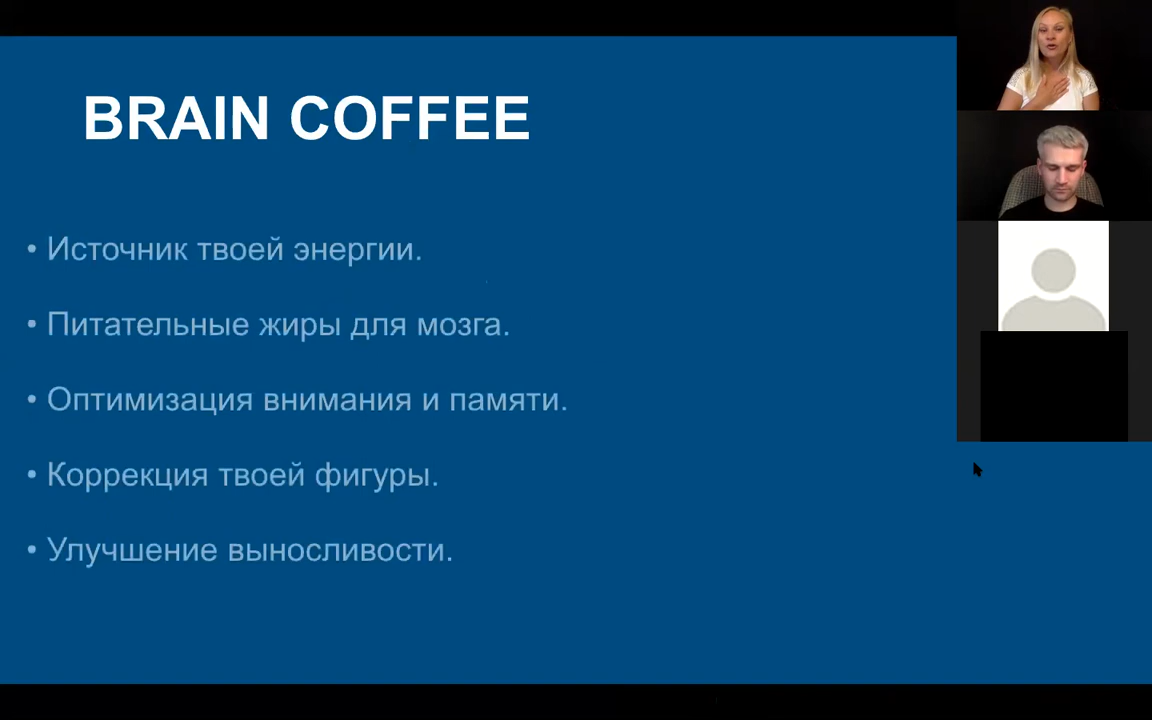 BRAIN COFFEE
• Источник твоей энергии.
• Питательные жиры для мозга.
• Оптимизация внимания и памяти.
• Коррекция твоей фигуры.
• Улучшение выносливости.